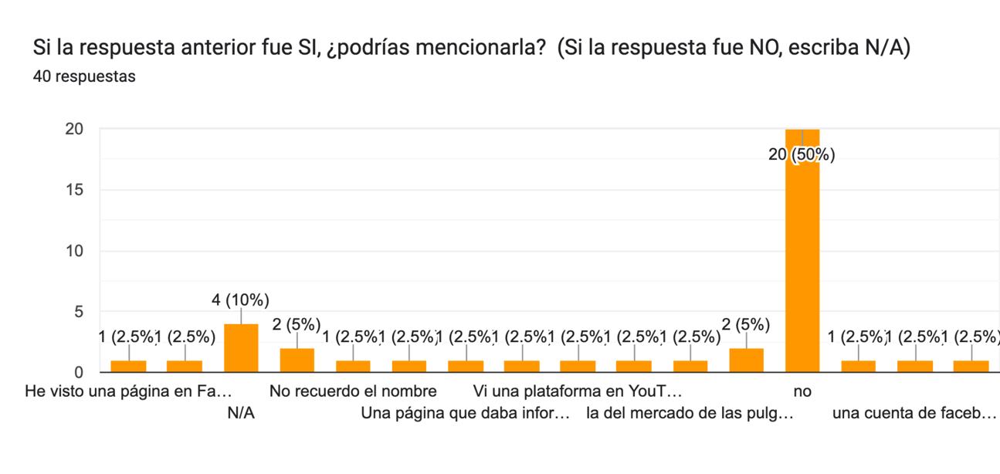 Si la respuesta anterior fue SI, ¿podrías mencionarla?  (Si la respuesta fue NO, escriba N/A)
40 respuestas
20
15
10
5
0
1 (2.5%)
1 (2.5%)
4 (10%)
2 (5%)
1 (2.5%)
1 (2.5%)
1 (2.5%)
1 (2.5%)
1 (2.5%)
1 (2.5%)
1 (2.5%)
2 (5%)
20 (50%)
1 (2.5%)
1 (2.5%)
1 (2.5%)
He visto una página en Fa…
N/A
No recuerdo el nombre
Una página que daba infor…
Vi una plataforma en YouT…
la del mercado de las pulg…
no
una cuenta de faceb…